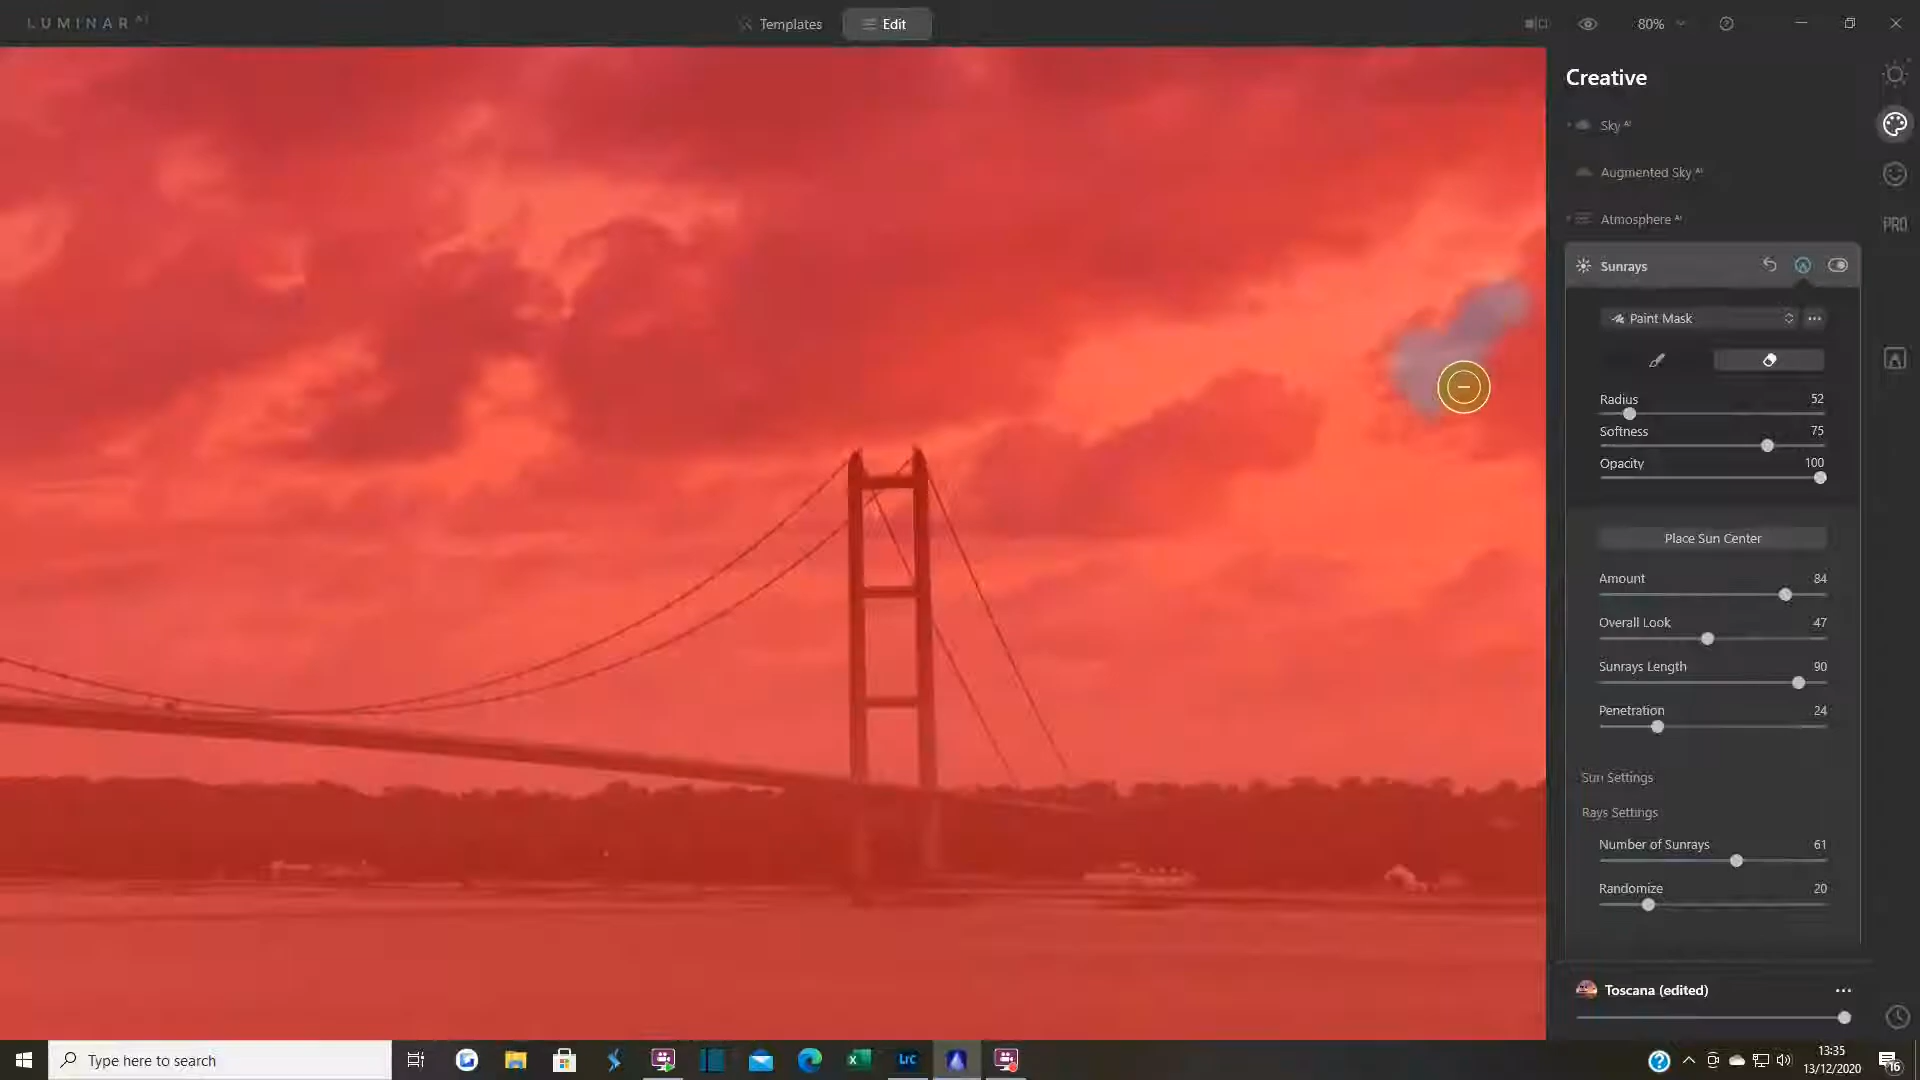 LUMINAR AI
Templates
Edit
80%
Creative
Sky AI
Augmented Sky AI
Atmosphere AI
PRO
Sunrays
Paint Mask
Radius 52
Softness 75
Opacity 100
Place Sun Center
Amount 84
Overall Look 47
Sunrays Length 90
Penetration 24
Sun Settings
Rays Settings
Number of Sunrays 61
Randomize 20
Toscana (edited)
Type here to search
Lrc
13:35
13/12/2020
16